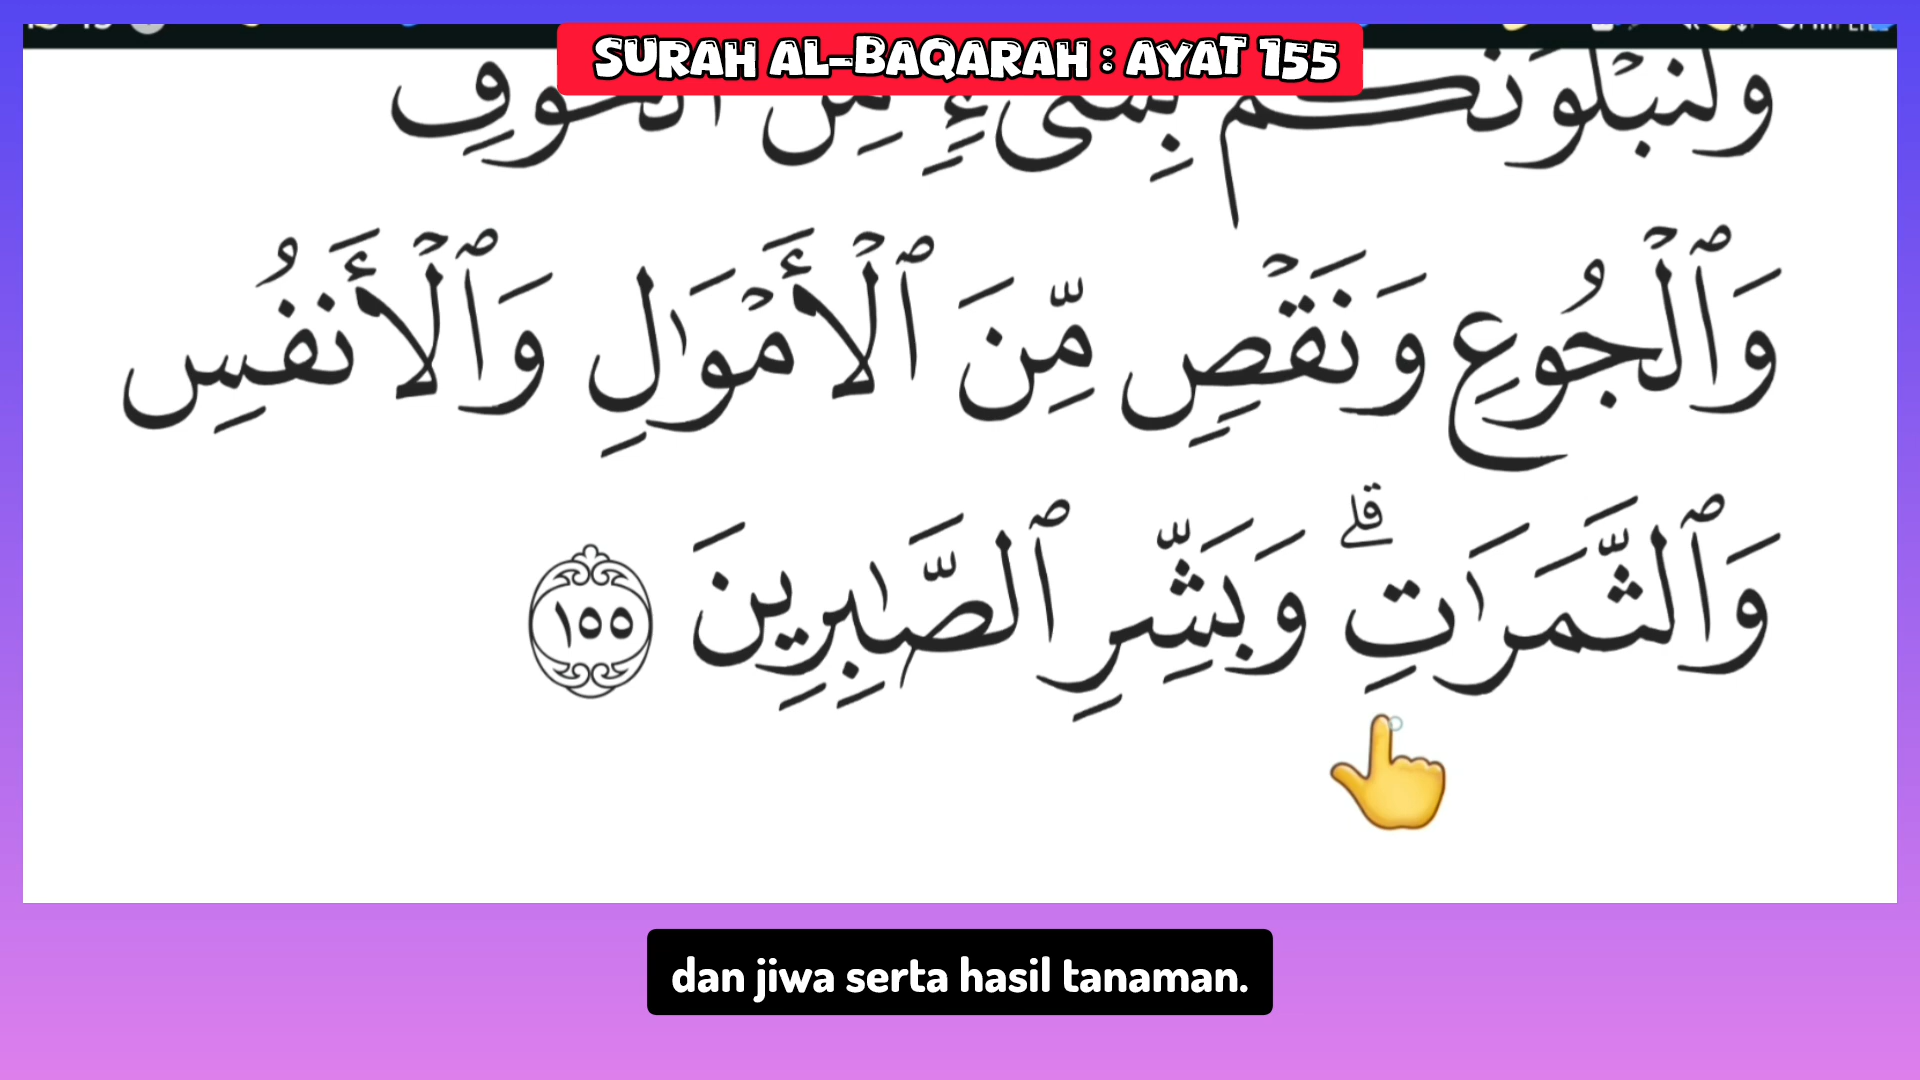 SURAH AL-BAQARAH : AYAT 155
وَلَنَبْلُوَنَّكُم بِشَىْءٍ مِّنَ ٱلْخَوْفِ
وَٱلْجُوعِ وَنَقْصٍ مِّنَ ٱلْأَمْوَٰلِ وَٱلْأَنفُسِ
وَٱلثَّمَرَٰتِ ۗ وَبَشِّرِ ٱلصَّـٰبِرِينَ ١٥٥
dan jiwa serta hasil tanaman.